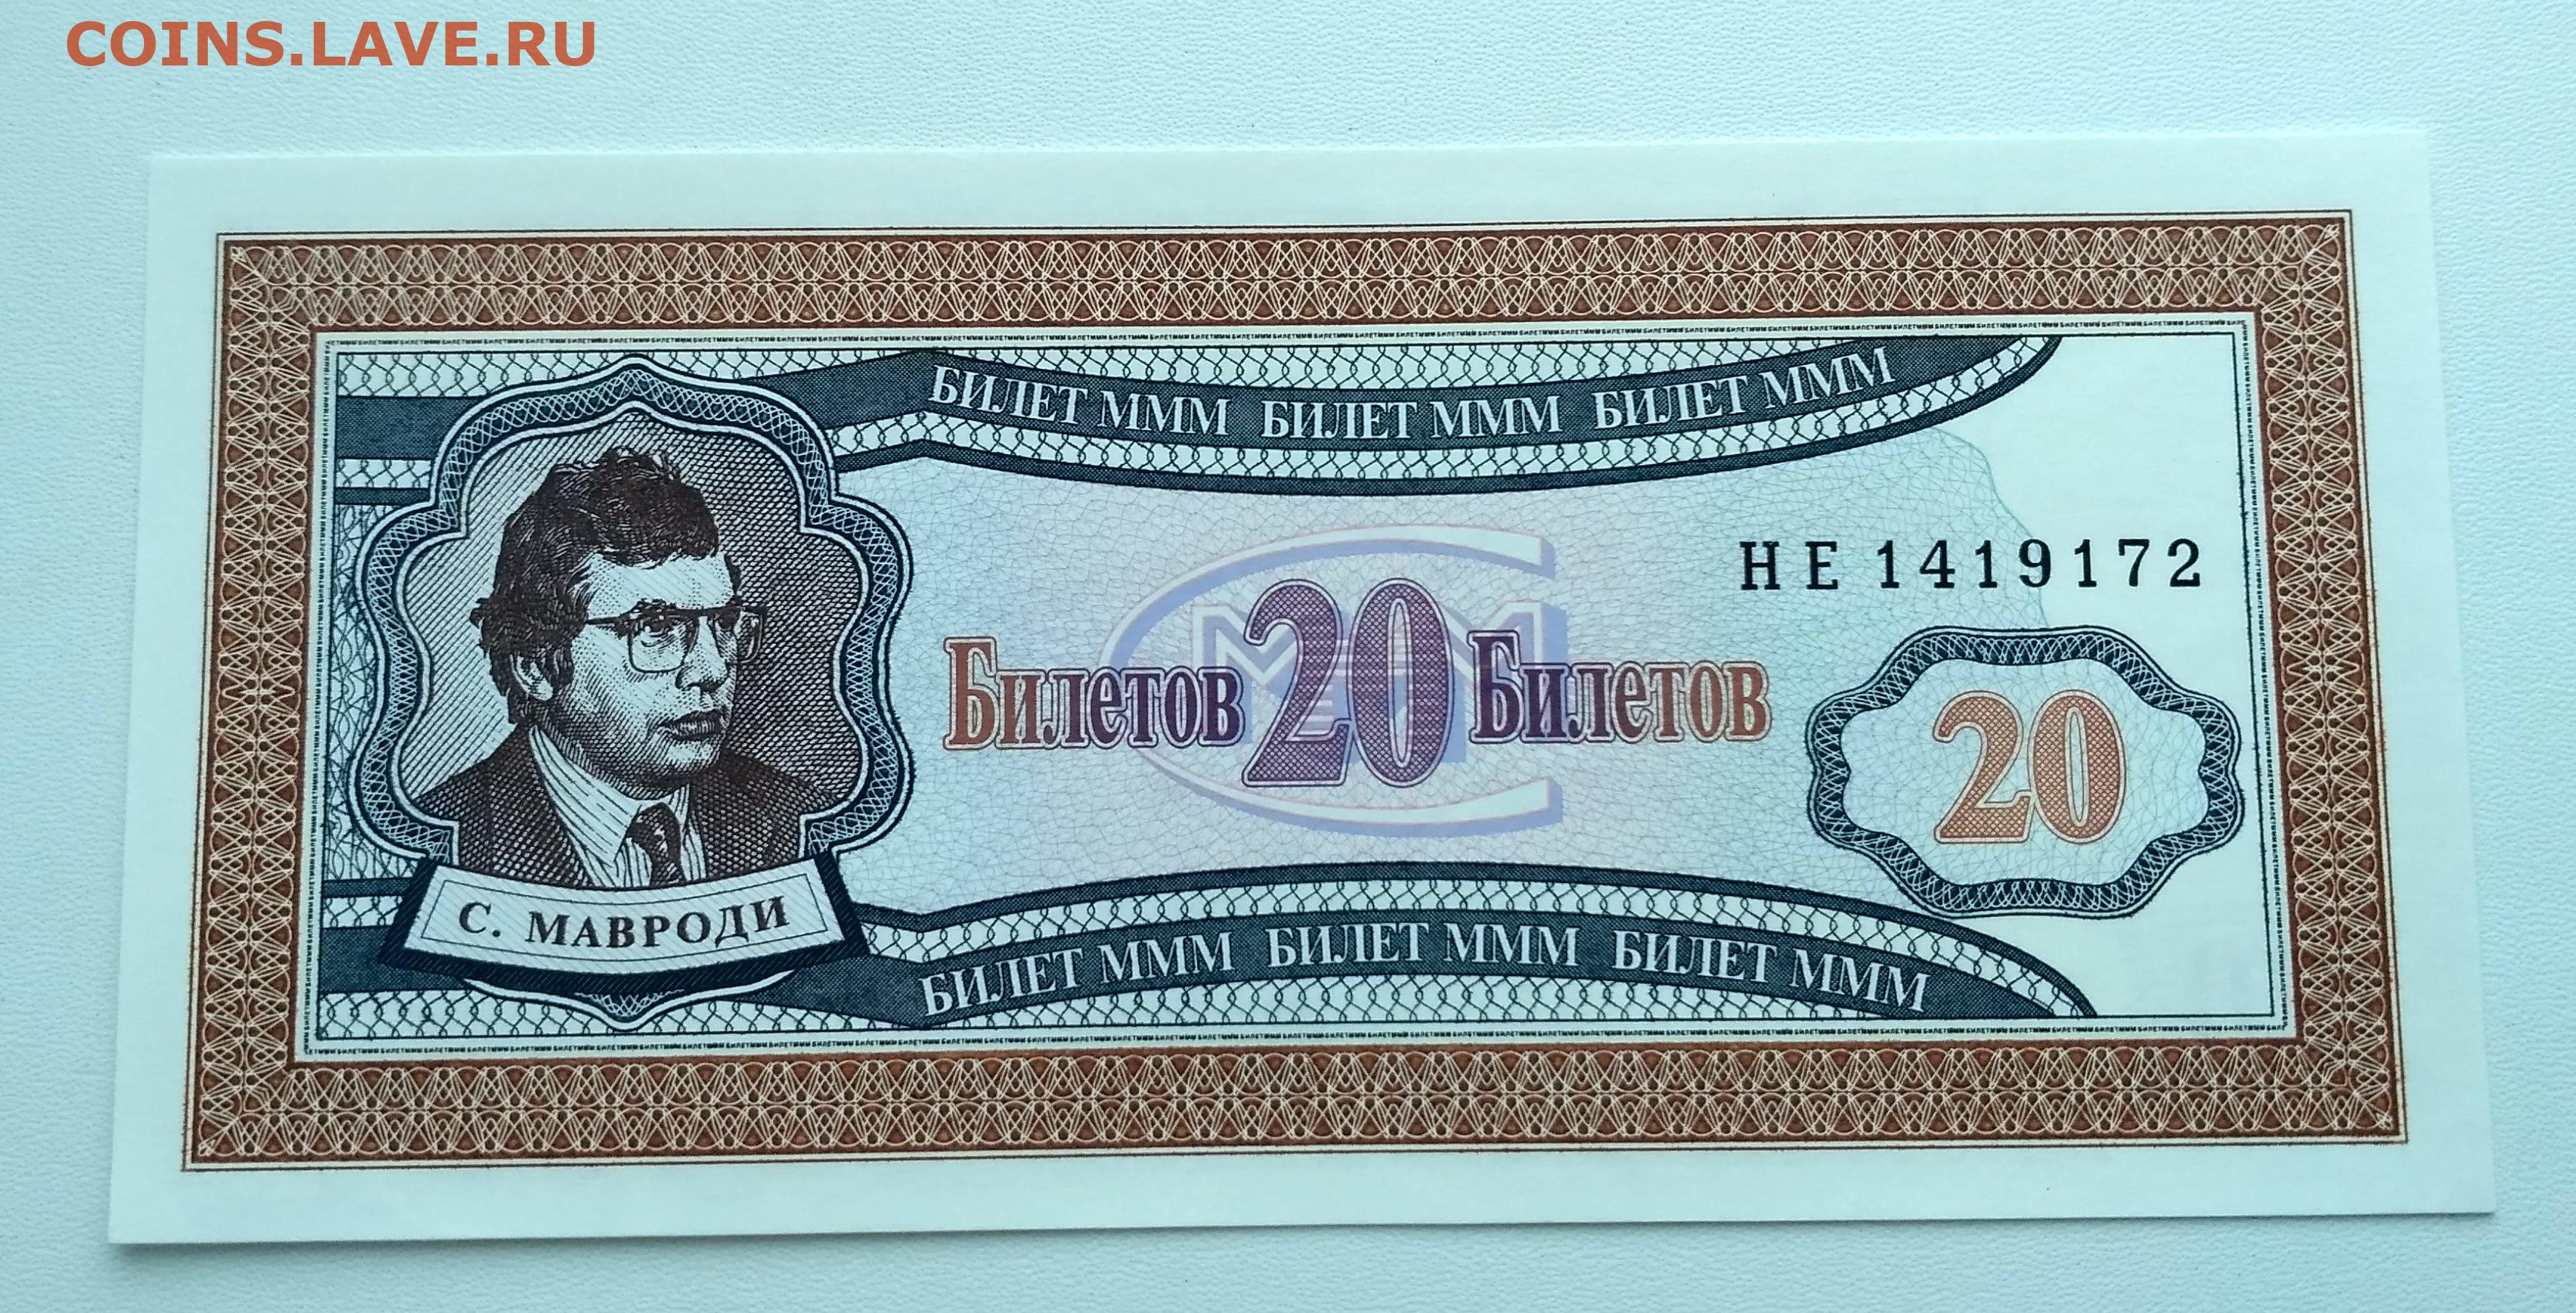 COINS.LAVE.RU
БИЛЕТ МММ БИЛЕТ МММ БИЛЕТ МММ
НЕ 1419172
Билетов 20 Билетов
20
С. МАВРОДИ
БИЛЕТ МММ БИЛЕТ МММ БИЛЕТ МММ